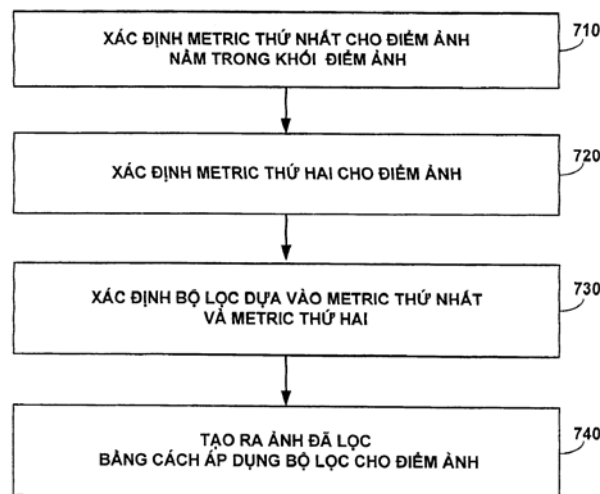 XÁC ĐỊNH METRIC THỨ NHẤT CHO ĐIỂM ẢNH
NẰM TRONG KHỐI ĐIỂM ẢNH
710
XÁC ĐỊNH METRIC THỨ HAI CHO ĐIỂM ẢNH
720
XÁC ĐỊNH BỘ LỌC DỰA VÀO METRIC THỨ NHẤT
VÀ METRIC THỨ HAI
730
TẠO RA ẢNH ĐÃ LỌC
BẰNG CÁCH ÁP DỤNG BỘ LỌC CHO ĐIỂM ẢNH
740